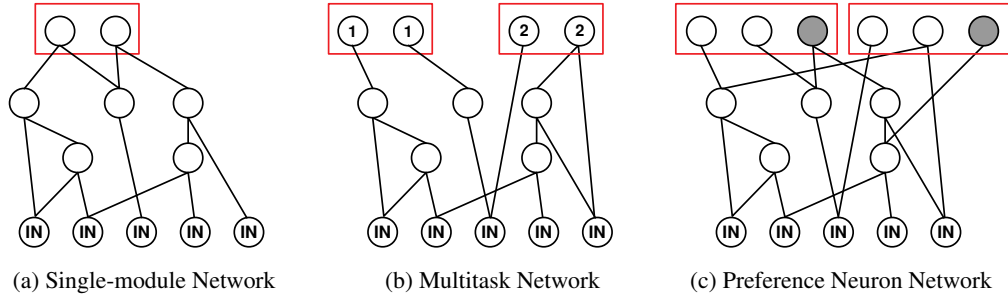 1 1 2 2
IN IN IN IN IN IN IN IN IN IN IN IN IN IN IN
(a) Single-module Network (b) Multitask Network (c) Preference Neuron Network